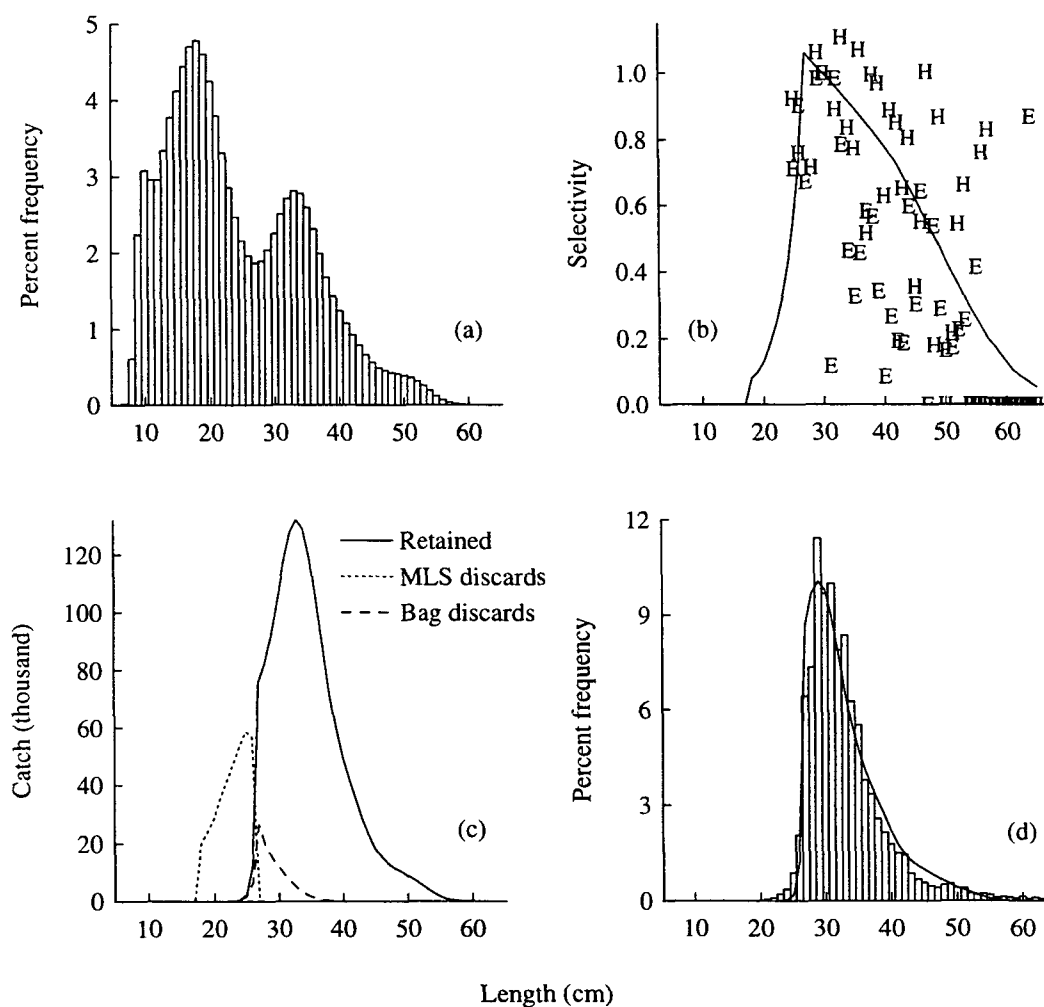 5
4
3
2
1
0
Percent frequency
(a)
10 20 30 40 50 60
1.0
0.8
0.6
0.4
0.2
0.0
Selectivity
(b)
10 20 30 40 50 60
120
100
80
60
40
20
0
Catch (thousand)
Retained
MLS discards
Bag discards
(c)
10 20 30 40 50 60
12
9
6
3
0
Percent frequency
(d)
10 20 30 40 50 60
Length (cm)